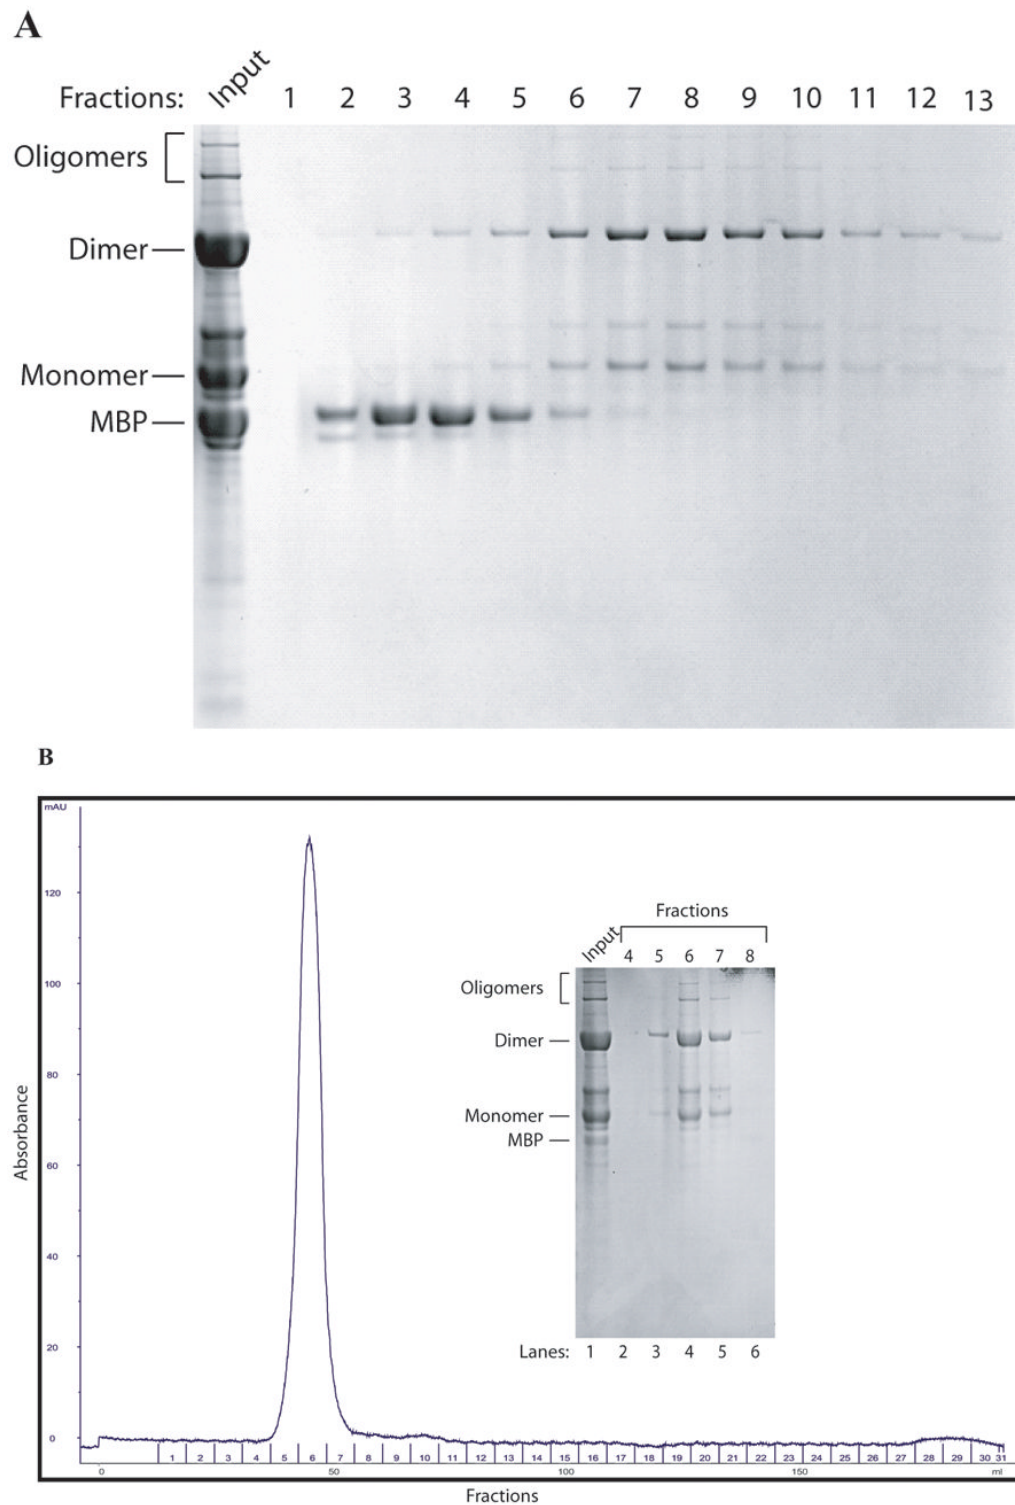 A
Fractions: Input 1 2 3 4 5 6 7 8 9 10 11 12 13
Oligomers
Dimer
Monomer
MBP
B
mAU
120
100
80
60
40
20
0
Absorbance
Fractions
Input 4 5 6 7 8
Oligomers
Dimer
Monomer
MBP
Lanes: 1 2 3 4 5 6
1 2 3 4 5 6 7 8 9 10 11 12 13 14 15 16 17 18 19 20 21 22 23 24 25 26 27 28 29 30 31
0 50 100 150 ml
Fractions